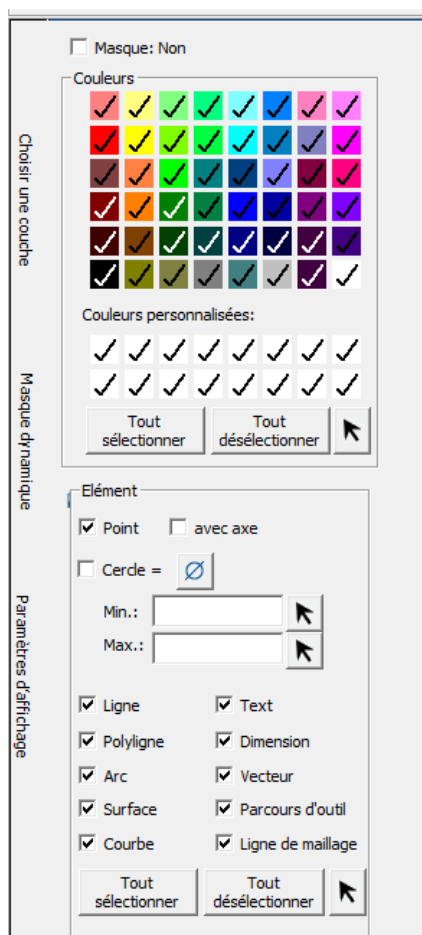 Masque: Non
Couleurs
Couleurs personnalisées:
Tout sélectionner
Tout désélectionner
Elément
Point
avec axe
Cercle =
Min.:
Max.:
Ligne
Text
Polyligne
Dimension
Arc
Vecteur
Surface
Parcours d'outil
Courbe
Ligne de maillage
Tout sélectionner
Tout désélectionner
Choisir une couche
Masque dynamique
Paramètres d'affichage